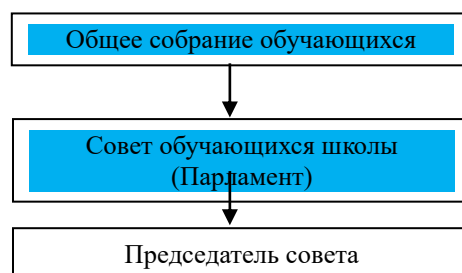 Общее собрание обучающихся
Совет обучающихся школы
(Парламент)
Председатель совета